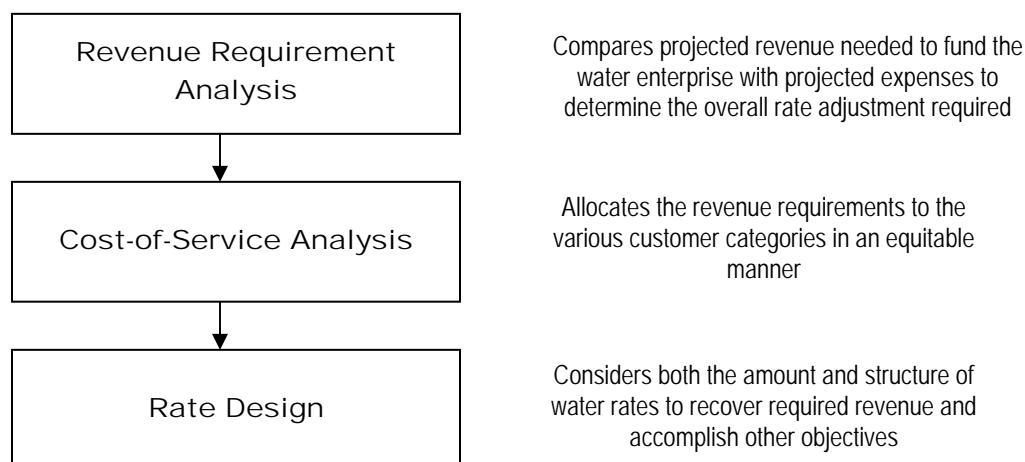 Revenue Requirement
Analysis
Compares projected revenue needed to fund the
water enterprise with projected expenses to
determine the overall rate adjustment required
Cost-of-Service Analysis
Allocates the revenue requirements to the
various customer categories in an equitable
manner
Rate Design
Considers both the amount and structure of
water rates to recover required revenue and
accomplish other objectives